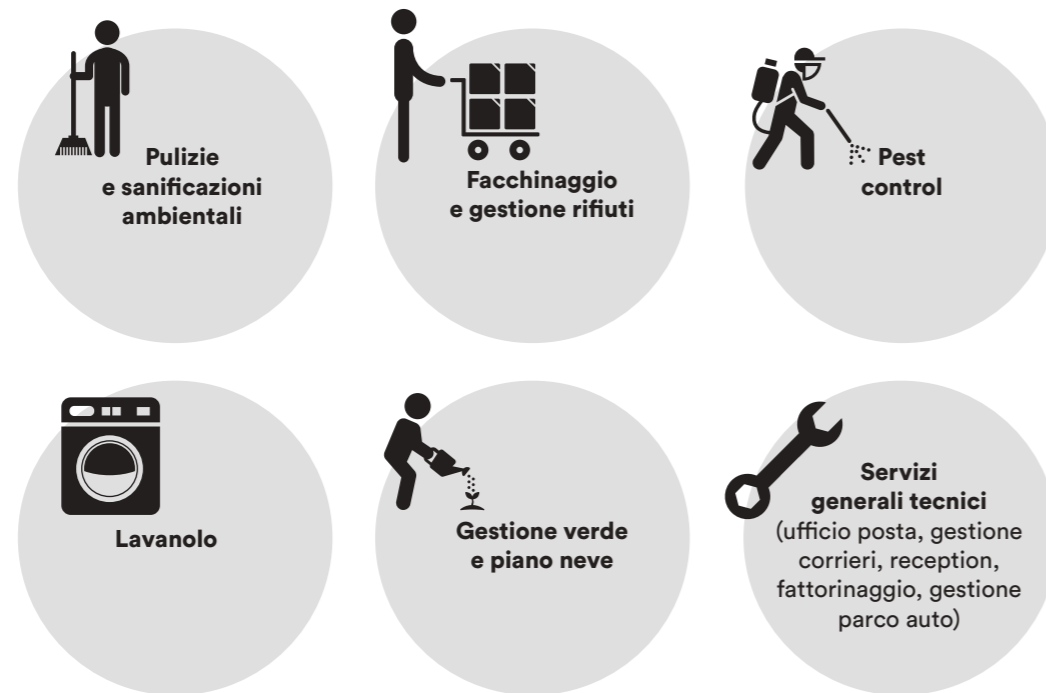 Pulizie
e sanificazioni
ambientali
Facchinaggio
e gestione rifiuti
Pest
control
Lavanolo
Gestione verde
e piano neve
Servizi
generali tecnici
(ufficio posta, gestione
corrieri, reception,
fattorinaggio, gestione
parco auto)